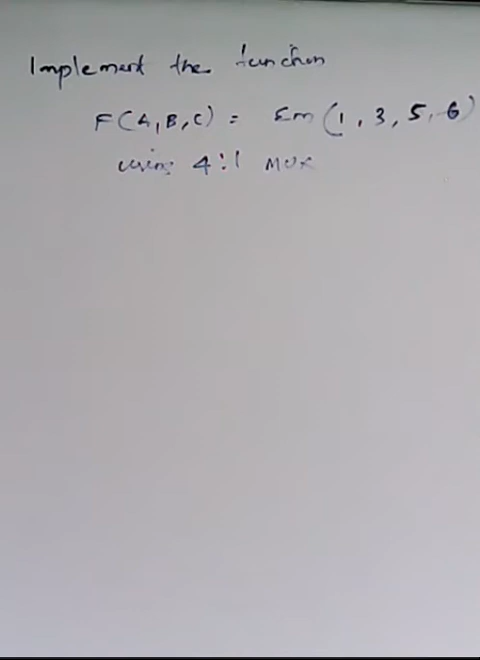 Implement the function
F(A,B,C) = Σm (1, 3, 5, 6)
using 4:1 MUX